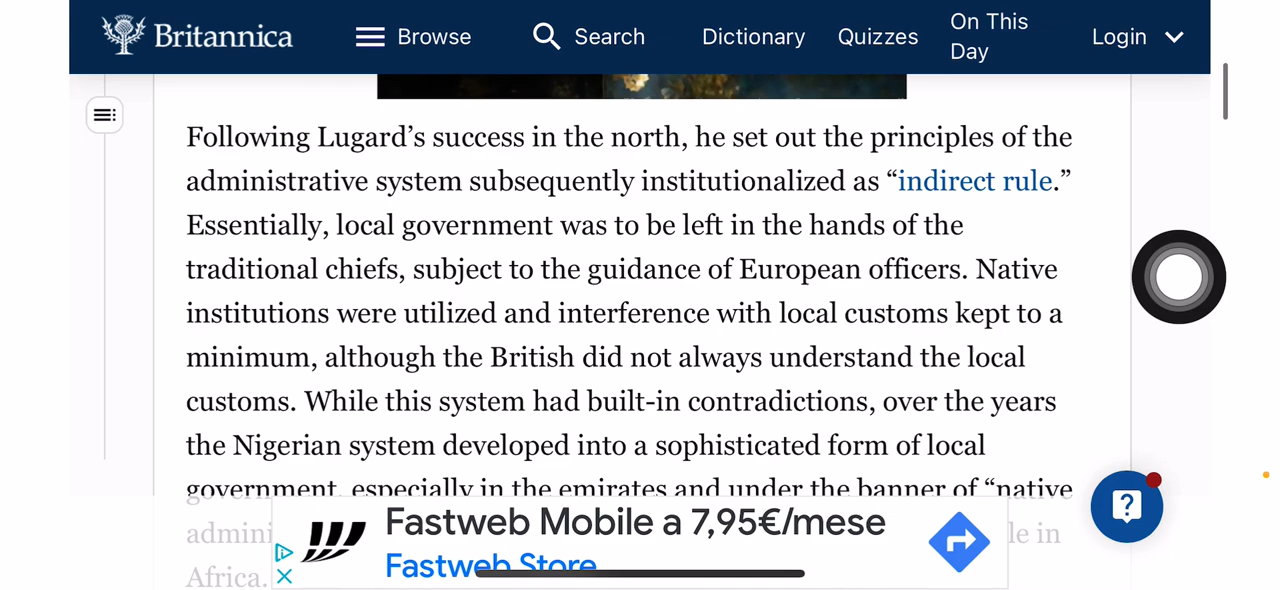 Britannica
Browse
Search
Dictionary
Quizzes
On This
Day
Login
Following Lugard’s success in the north, he set out the principles of the
administrative system subsequently institutionalized as “indirect rule.”
Essentially, local government was to be left in the hands of the
traditional chiefs, subject to the guidance of European officers. Native
institutions were utilized and interference with local customs kept to a
minimum, although the British did not always understand the local
customs. While this system had built-in contradictions, over the years
the Nigerian system developed into a sophisticated form of local
government, especially in the emirates and under the banner of “native
le in
Africa.
Fastweb Mobile a 7,95€/mese
Fastweb Store